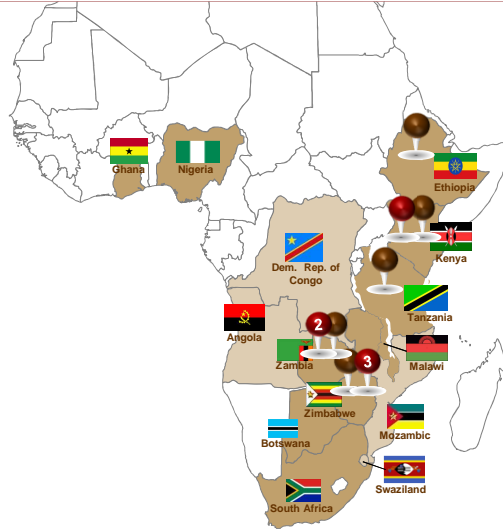 Ghana
Nigeria
Ethiopia
Kenya
Dem. Rep. of
Congo
Tanzania
Angola
2
Zambia
Malawi
3
Zimbabwe
Mozambic
Botswana
Swaziland
South Africa